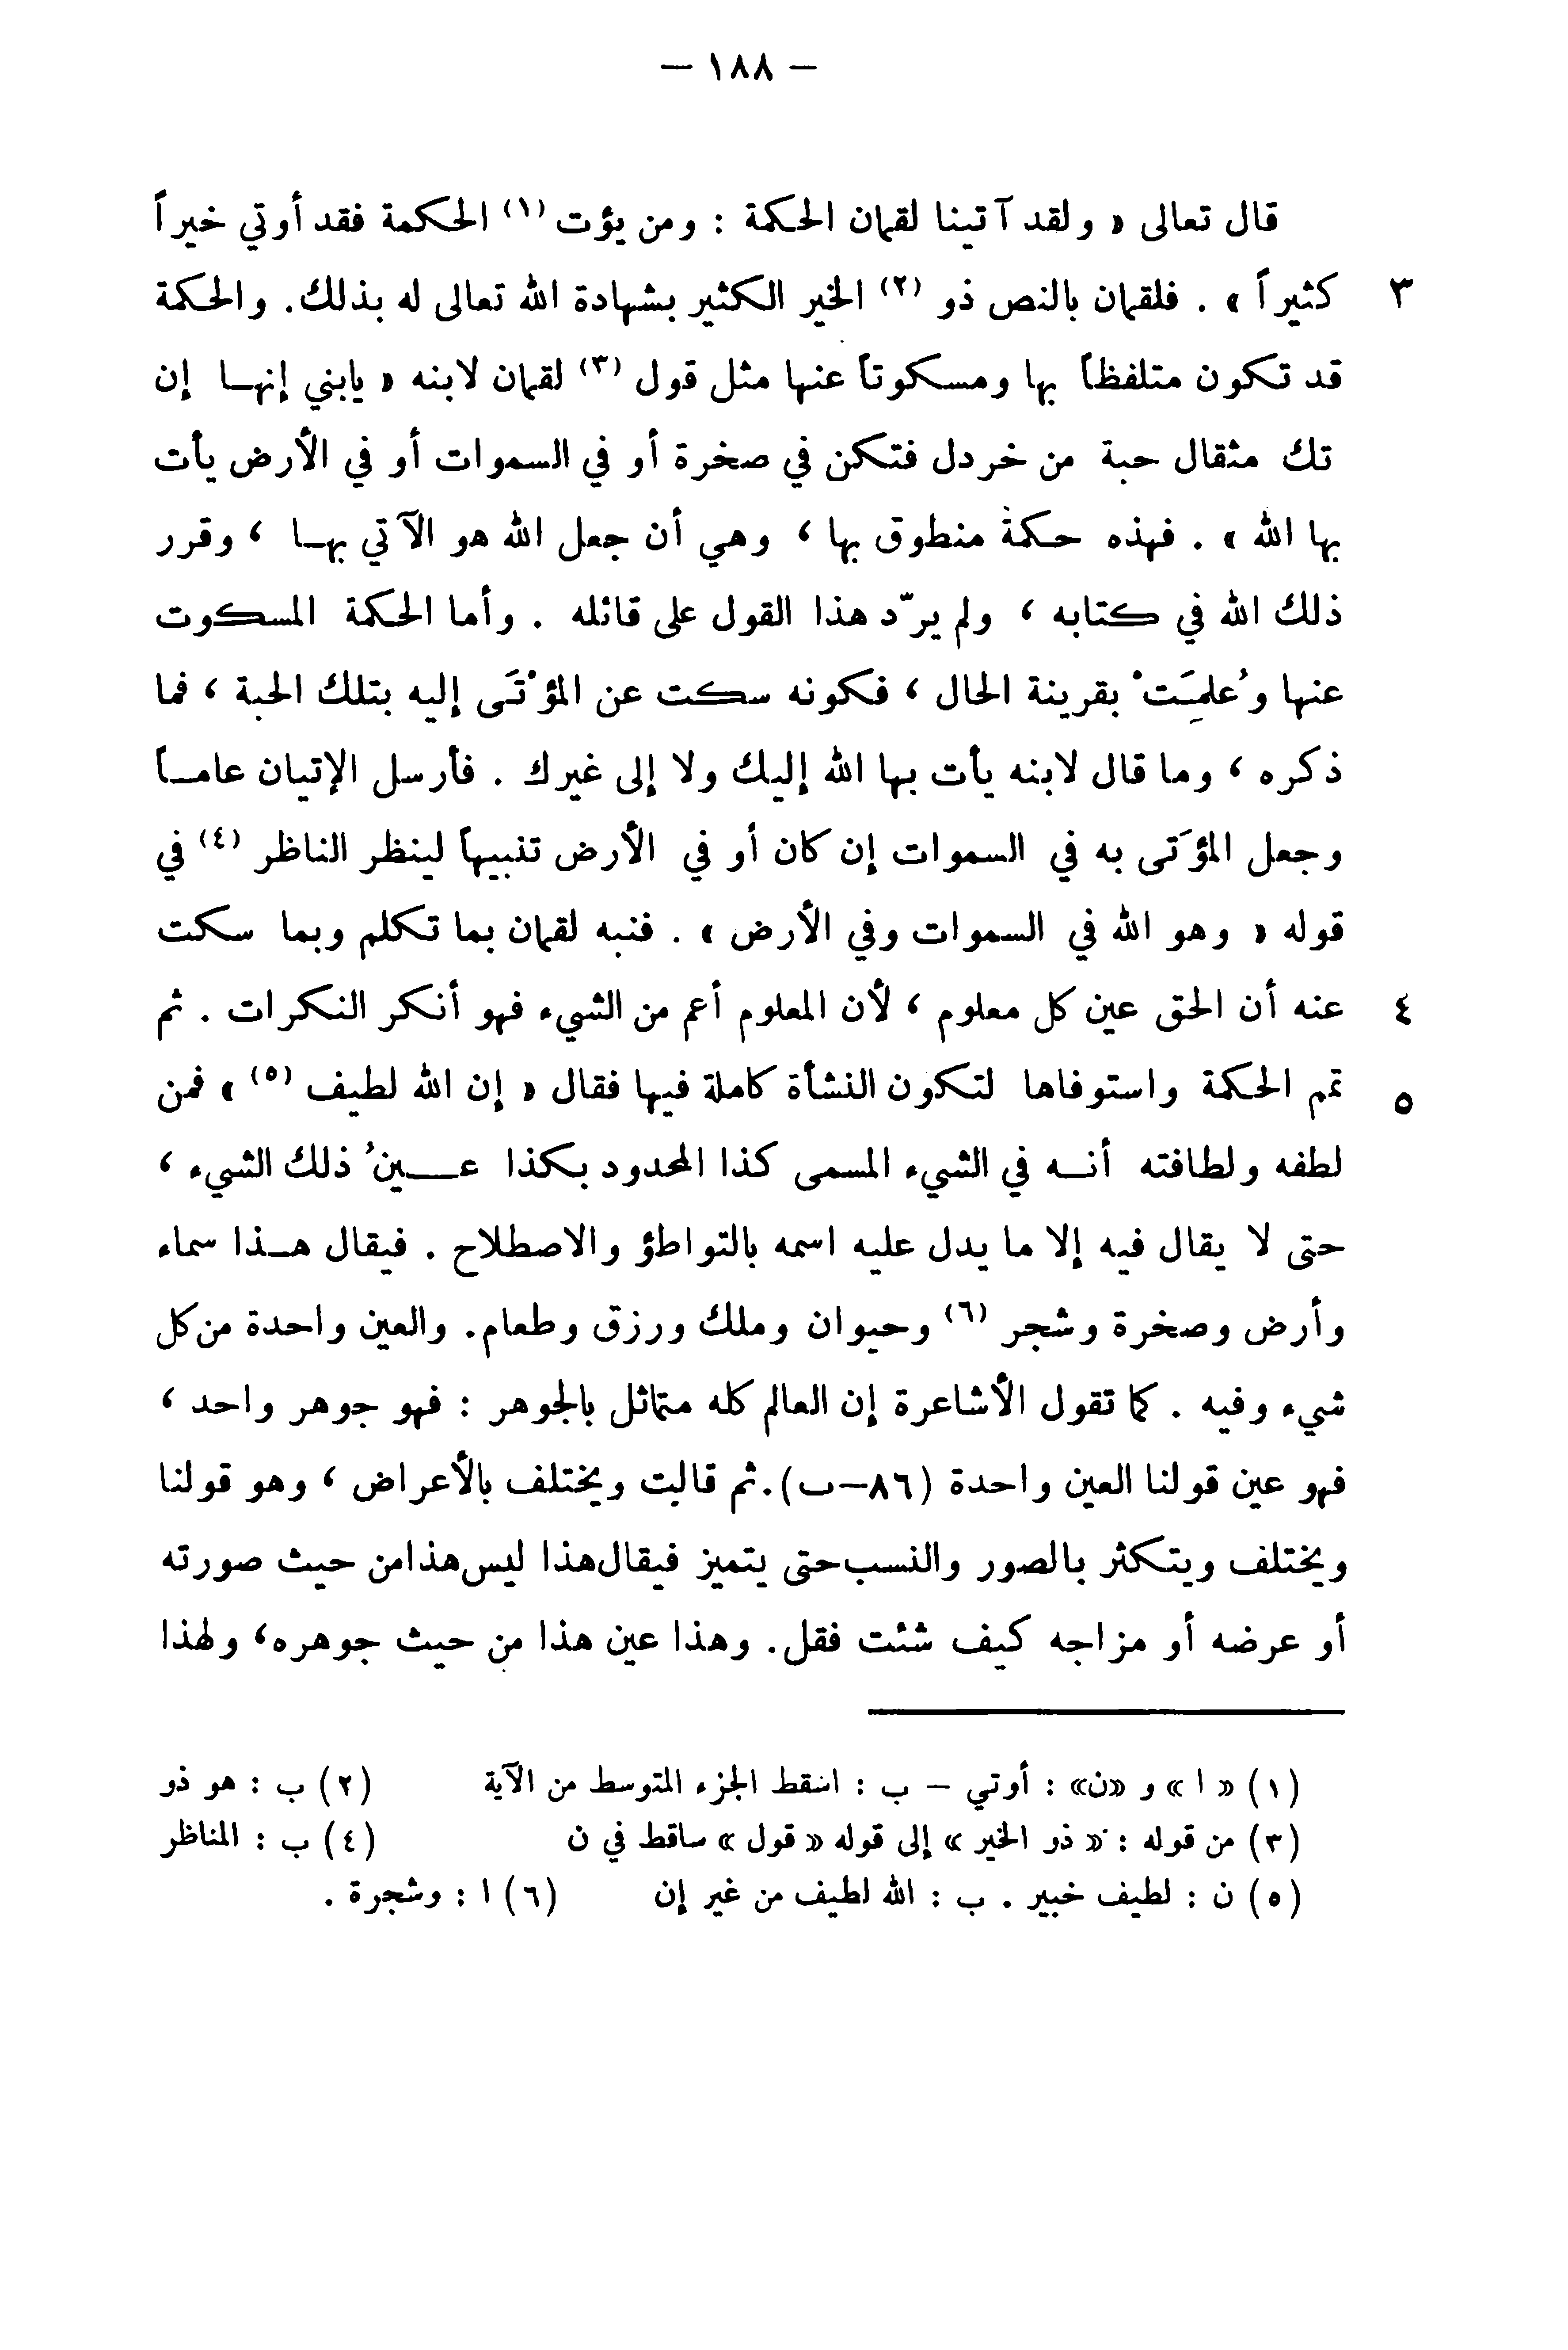 — ١٨٨ —
قال تعالى « ولقد آتينا لقمان الحكمة : ومن يؤت (١) الحكمة فقد أوتي خيراً
٣ كثيراً » . فلقمان بالنص ذو (٢) الخير الكثير بشهادة الله تعالى له بذلك. والحكمة
قد تكون متلفظاً بها ومسكوتاً عنها مثل قول (٣) لقمان لابنه « يابني إنهـا إن
تك مثقال حبة من خردل فتكن في صخرة أو في السموات أو في الأرض يأت
بها الله » . فهذه حكمة منطوق بها ، وهي أن جعل الله هو الآتي بهـا ، وقرر
ذلك الله في كتابه ، ولم يردّ هذا القول على قائله . وأما الحكمة المسكوت
عنها وعُلِمَتْ بقرينة الحال ، فكونه سكت عن المؤْتَى إليه بتلك الحبة ، فما
ذكره ، وما قال لابنه يأت بها الله إليك ولا إلى غيرك . فأرسل الإتيان عامـاً
وجعل المؤتَى به في السموات إن كان أو في الأرض تنبيهاً لينظر الناظر (٤) في
قوله « وهو الله في السموات وفي الأرض » . فنبه لقمان بما تكلم وبما سكت
٤ عنه أن الحق عين كل معلوم ، لأن المعلوم أعم من الشيء فهو أنكر النكرات . ثم
٥ تمم الحكمة واستوفاها لتكون النشأة كاملة فيها فقال « إن الله لطيف (٥) » فمن
لطفه ولطافته أنـه في الشيء المسمى كذا المحدود بكذا عــينُ ذلك الشيء ،
حتى لا يقال فيه إلا ما يدل عليه اسمه بالتواطؤ والاصطلاح . فيقال هـذا سماء
وأرض وصخرة وشجر (٦) وحيوان وملك ورزق وطعام. والعين واحدة من كل
شيء وفيه . كما تقول الأشاعرة إن العالم كله متماثل بالجوهر : فهو جوهر واحد ،
فهو عين قولنا العين واحدة (٨٦–ب). ثم قالت ويختلف بالأعراض ، وهو قولنا
ويختلف ويتكثر بالصور والنسب حتى يتميز فيقال هذا ليس هذا من حيث صورته
أو عرضه أو مزاجه كيف شئت فقل. وهذا عين هذا من حيث جوهره، ولهذا
(١) « ا » و «ن» : أوتي – ب : اسقط الجزء المتوسط من الآية (٢) ب : هو ذو
(٣) من قوله : « ذو الخير » إلى قوله « قول » ساقط في ن (٤) ب : المناظر
(٥) ن : لطيف خبير . ب : الله لطيف من غير إن (٦) ا : وشجرة .